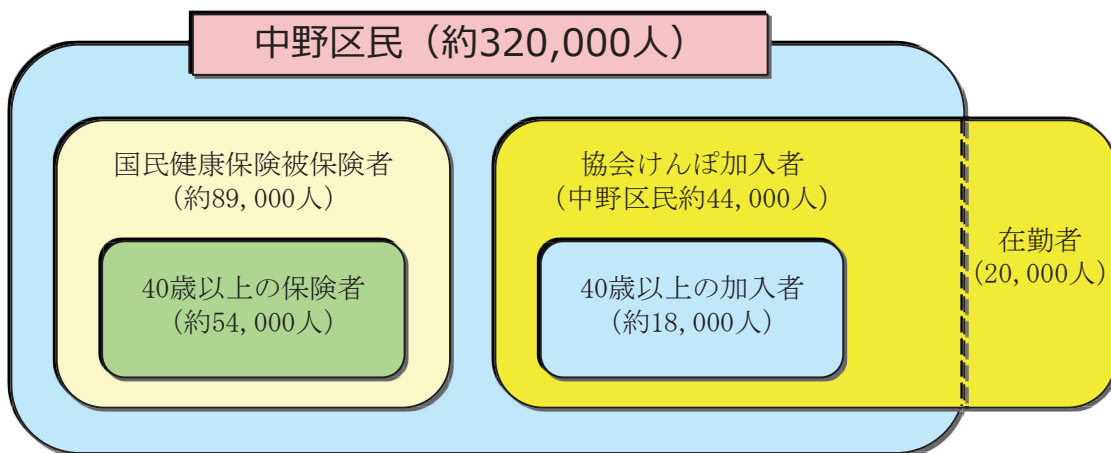 中野区民（約320,000人）
国民健康保険被保険者
（約89,000人）
40歳以上の保険者
（約54,000人）
協会けんぽ加入者
（中野区民約44,000人）
40歳以上の加入者
（約18,000人）
在勤者
（20,000人）